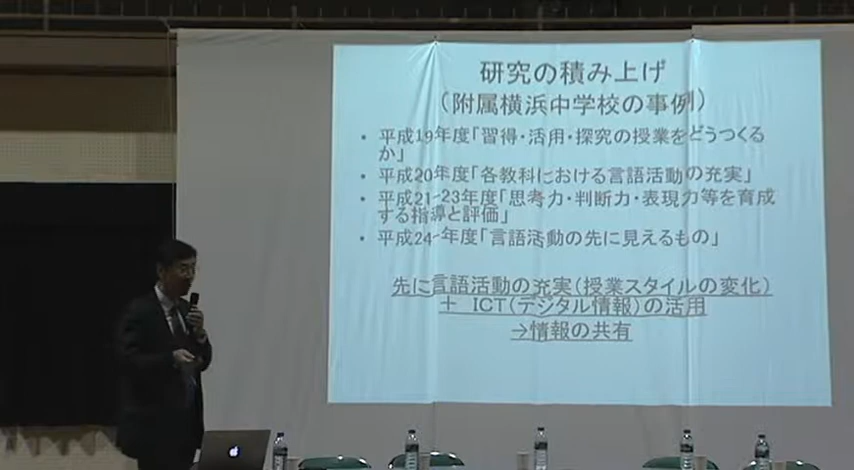 研究の積み上げ
（附属横浜中学校の事例）
・ 平成19年度「習得・活用・探究の授業をどうつくる
か」
・ 平成20年度「各教科における言語活動の充実」
・ 平成21-23年度「思考力・判断力・表現力等を育成
する指導と評価」
・ 平成24-年度「言語活動の先に見えるもの」
先に言語活動の充実（授業スタイルの変化）
＋ ICT（デジタル情報）の活用
→情報の共有